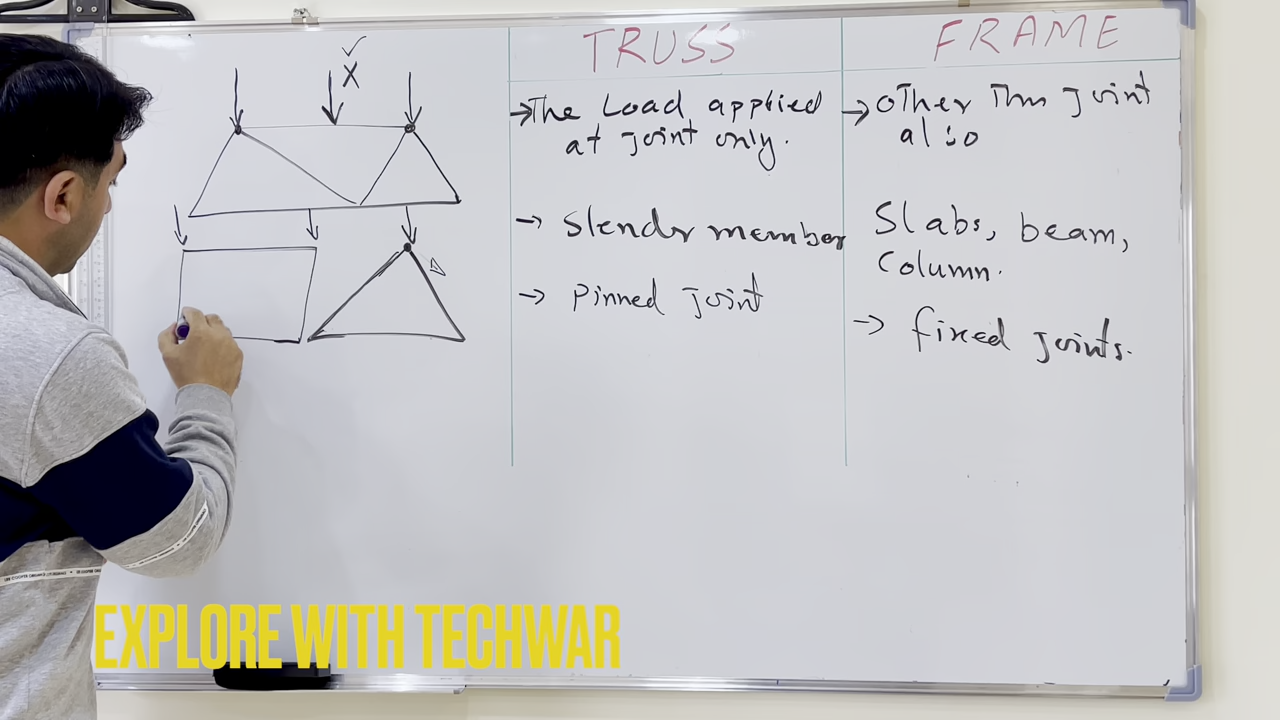 TRUSS
FRAME
X
→The Load applied
at joint only.
→ Slendr member
→ Pinned joint
→ Other Thn joint
also
Slabs, beam,
Column.
→ fixed joints.
EXPLORE WITH TECHWAR